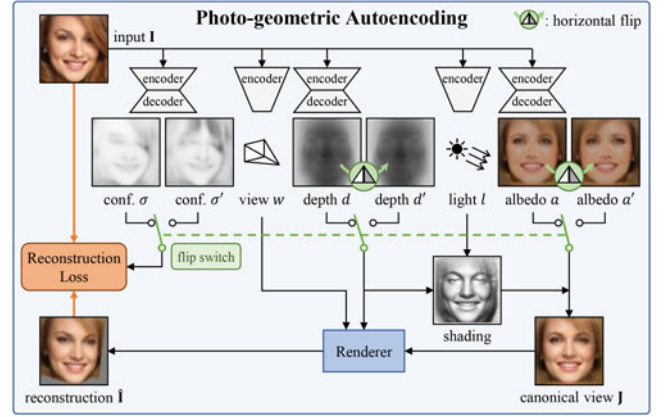 Photo-geometric Autoencoding
: horizontal flip
input I
encoder
encoder
encoder
encoder
encoder
decoder
decoder
decoder
conf. σ
conf. σ′
view w
depth d
depth d′
light l
albedo a
albedo a′
flip switch
Reconstruction
Loss
shading
Renderer
reconstruction Î
canonical view J